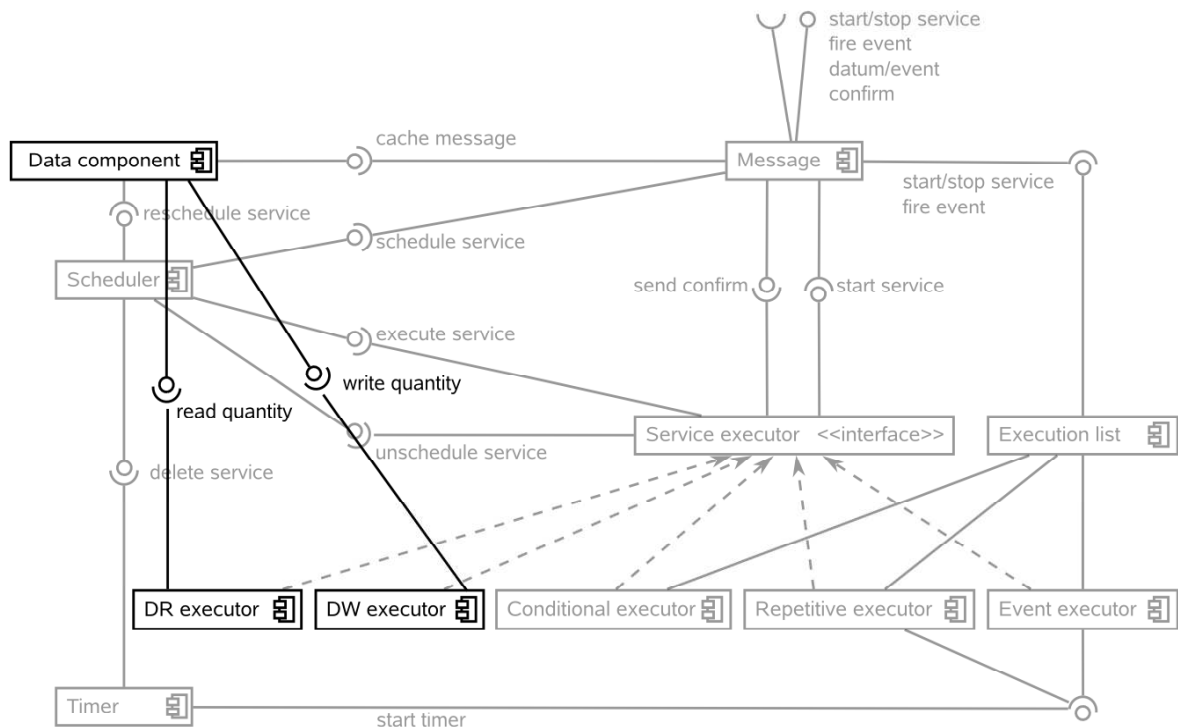 start/stop service
fire event
datum/event
confirm
cache message
Data component
Message
start/stop service
fire event
reschedule service
schedule service
Scheduler
send confirm
start service
execute service
write quantity
read quantity
Service executor <<interface>>
Execution list
unschedule service
delete service
DR executor
DW executor
Conditional executor
Repetitive executor
Event executor
Timer
start timer